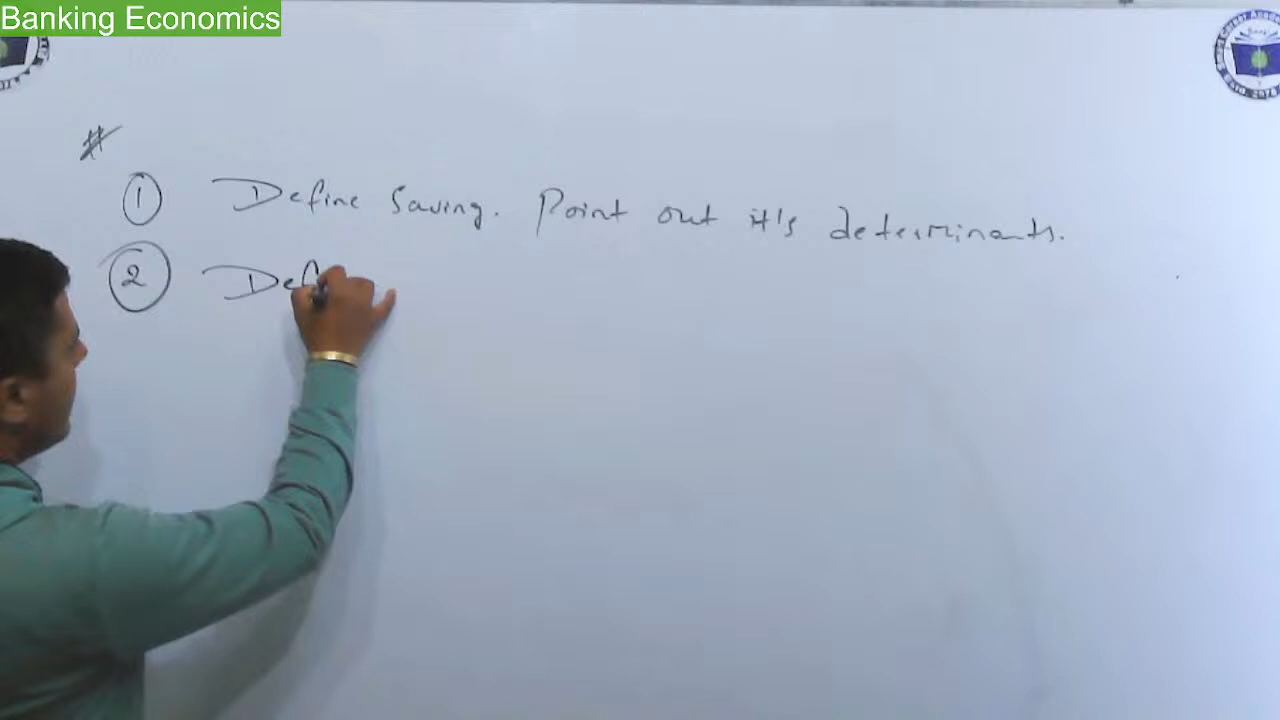 Banking Economics
#
1 Define Saving. Point out it's determinants.
2 Def